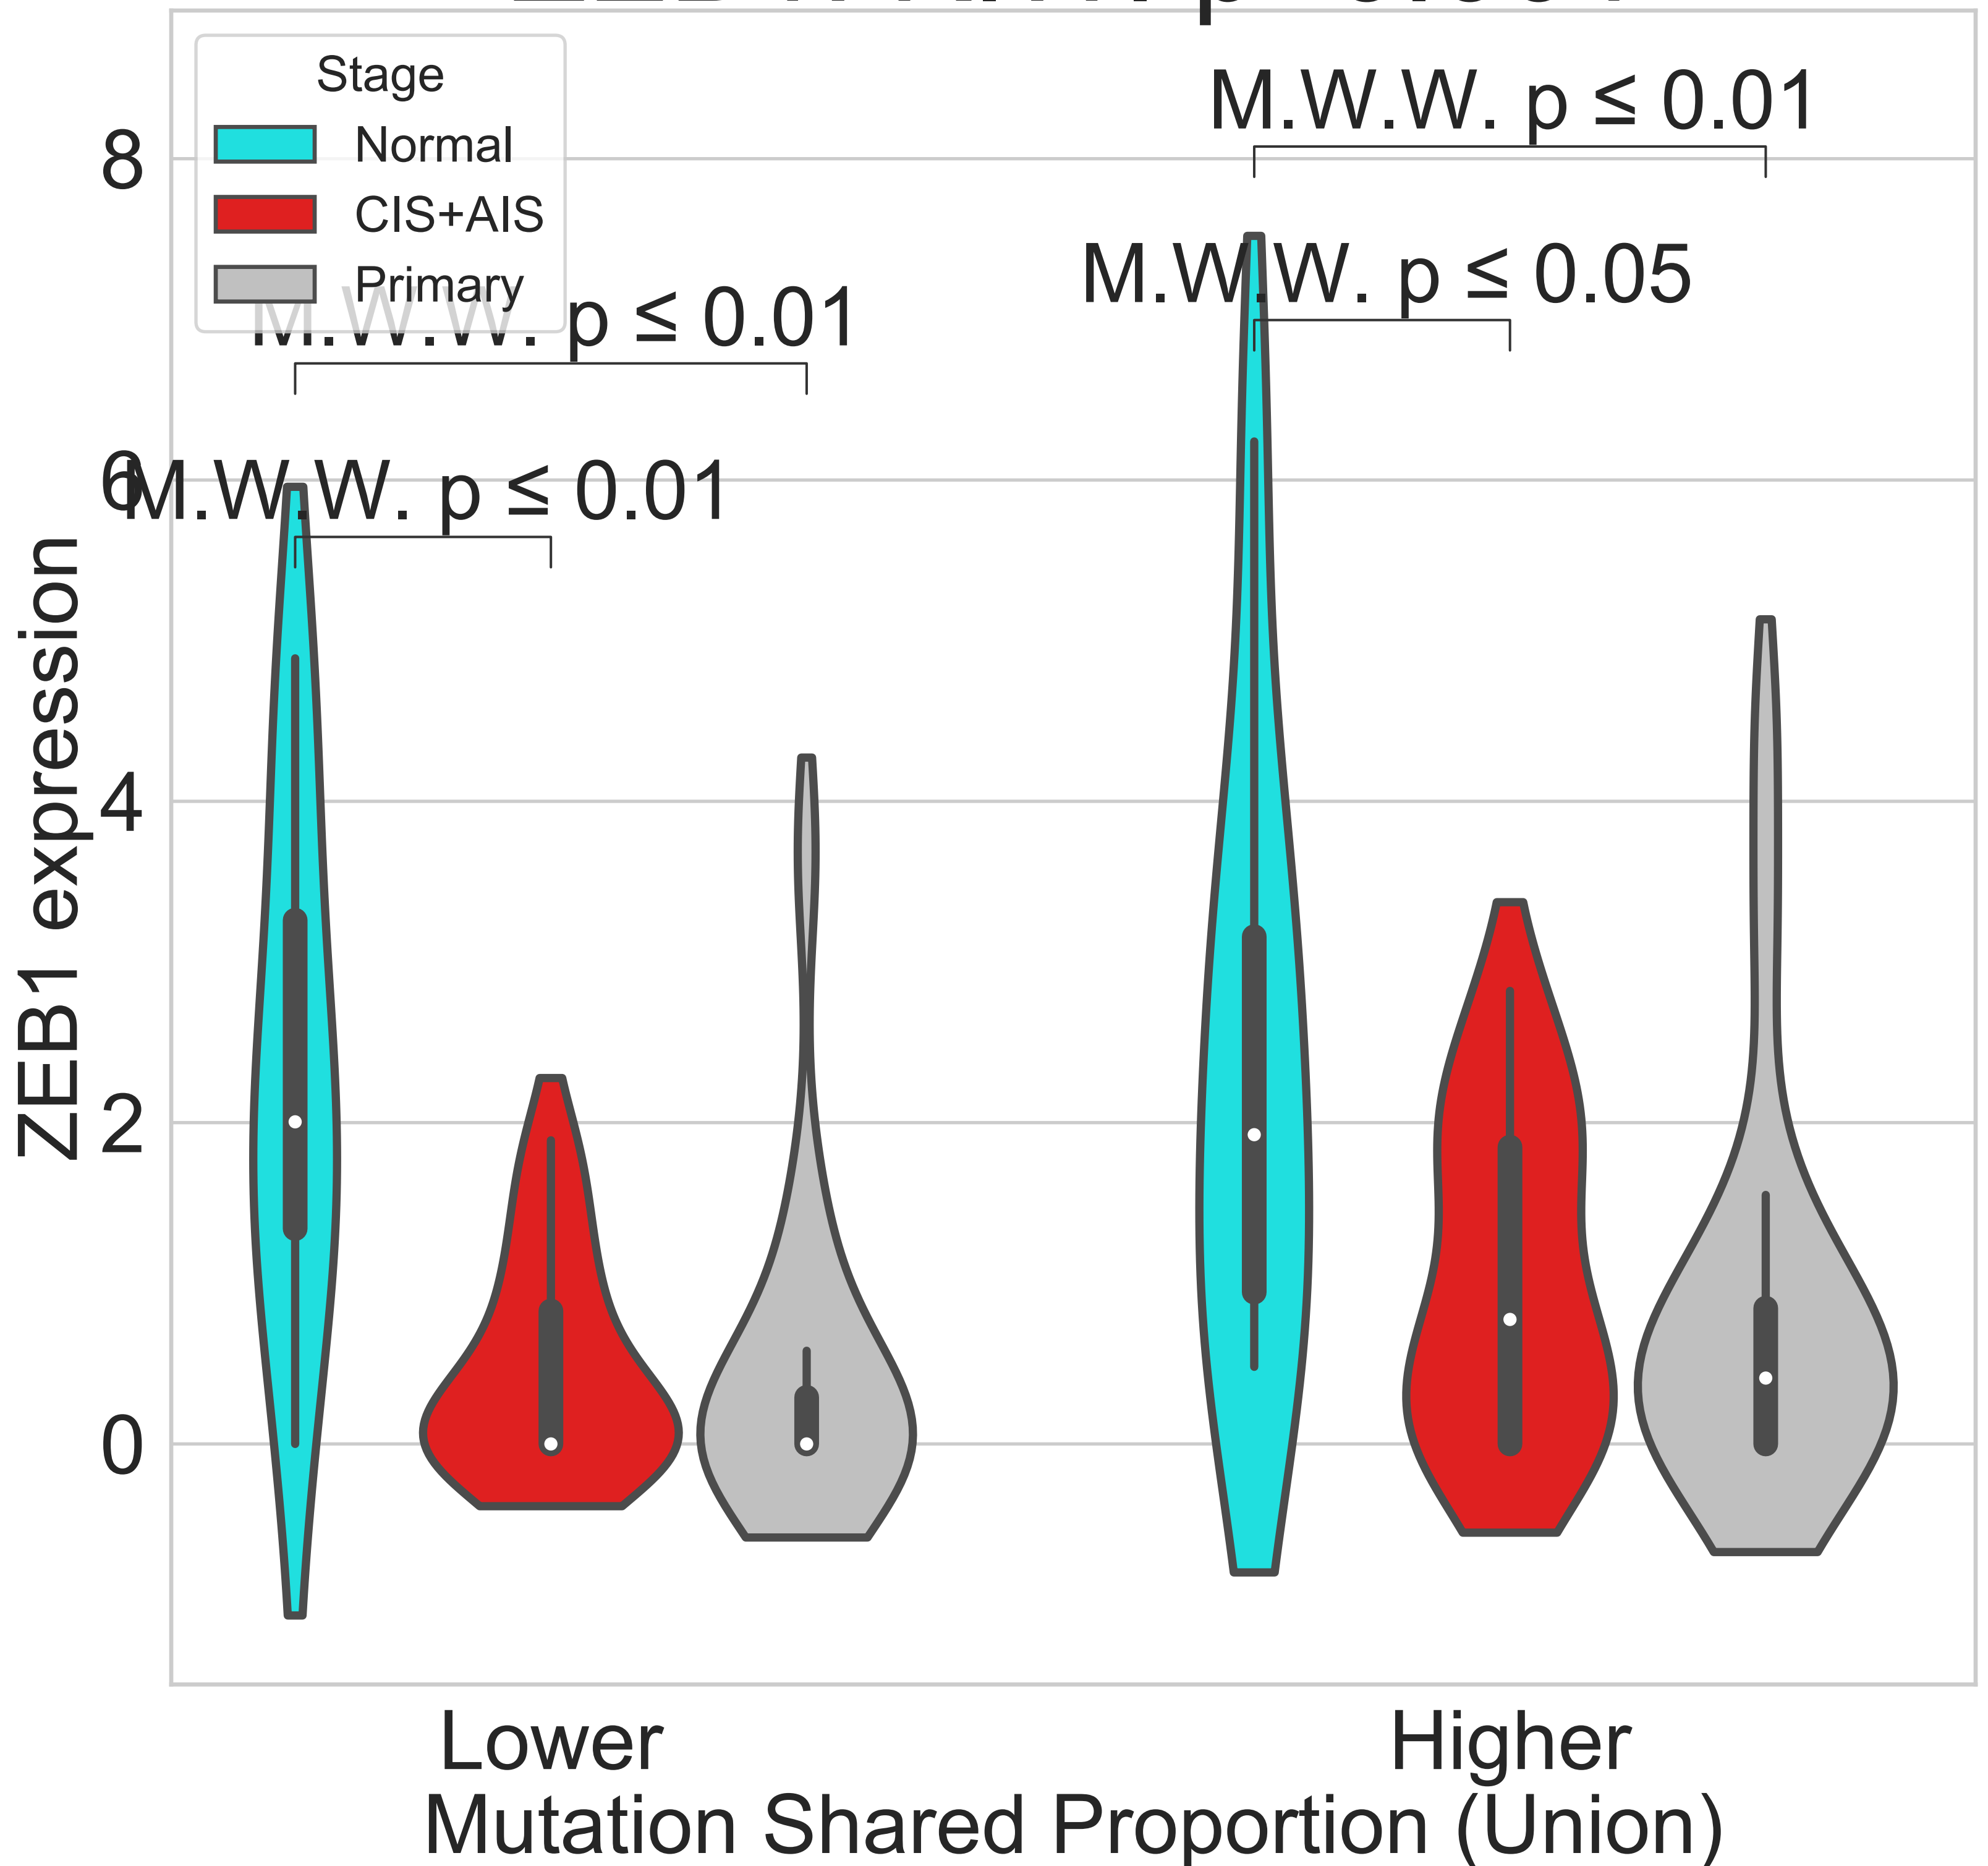 Stage
Normal
CIS+AIS
Primary
M.W.W. p ≤ 0.01
M.W.W. p ≤ 0.05
M.W.W. p ≤ 0.01
M.W.W. p ≤ 0.01
8
6
4
2
0
ZEB1 expression
Lower
Higher
Mutation Shared Proportion (Union)